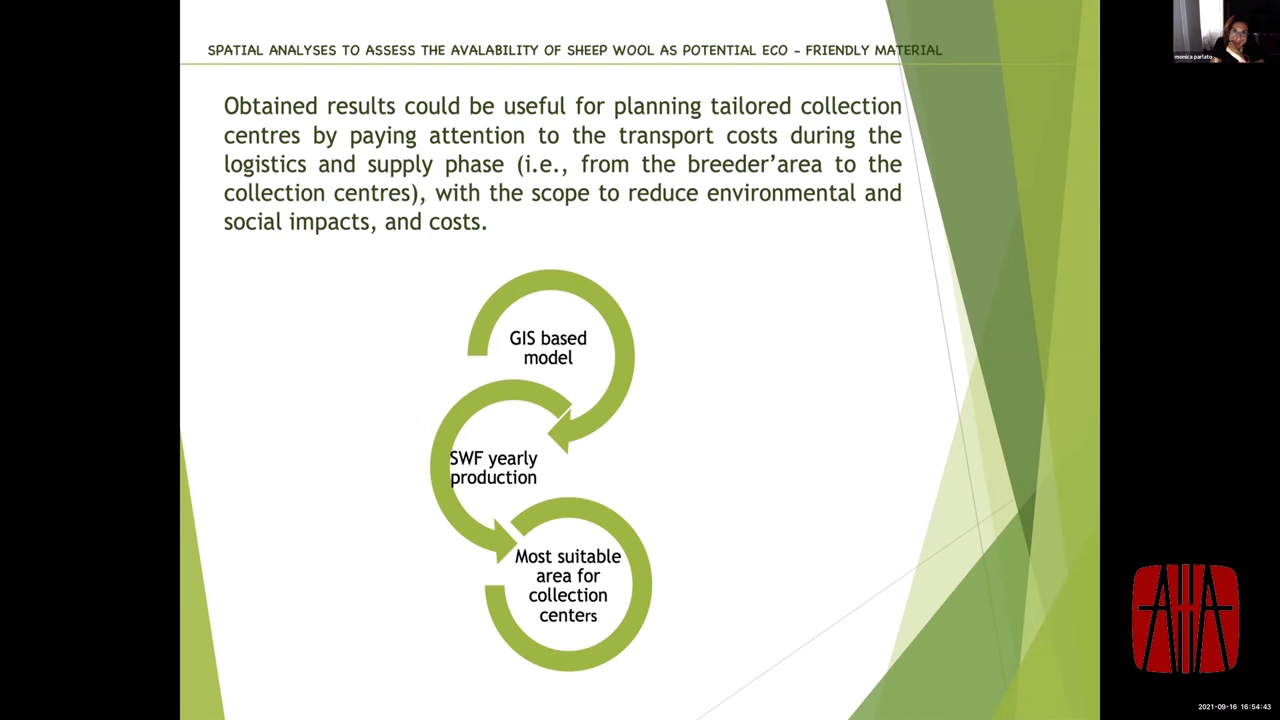 SPATIAL ANALYSES TO ASSESS THE AVALABILITY OF SHEEP WOOL AS POTENTIAL ECO – FRIENDLY MATERIAL
monica parlato
Obtained results could be useful for planning tailored collection
centres by paying attention to the transport costs during the
logistics and supply phase (i.e., from the breeder’area to the
collection centres), with the scope to reduce environmental and
social impacts, and costs.
GIS based
model
SWF yearly
production
Most suitable
area for
collection
centers
AHA
2021-09-16 16:54:43